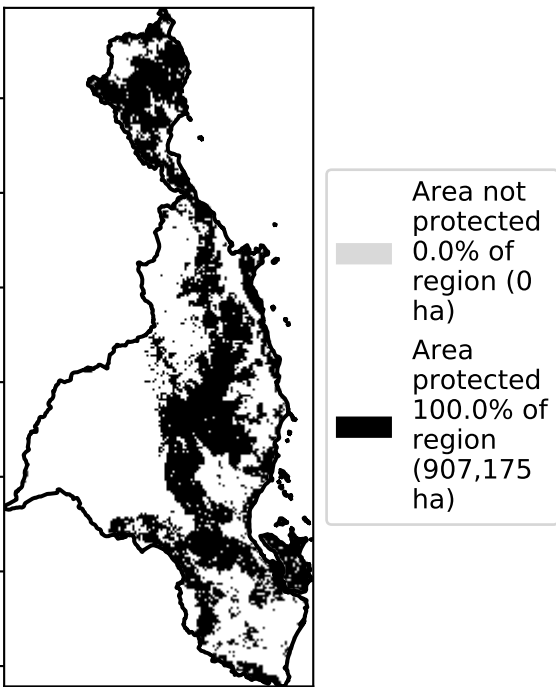 Area not
protected
0.0% of
region (0
ha)
Area
protected
100.0% of
region
(907,175
ha)